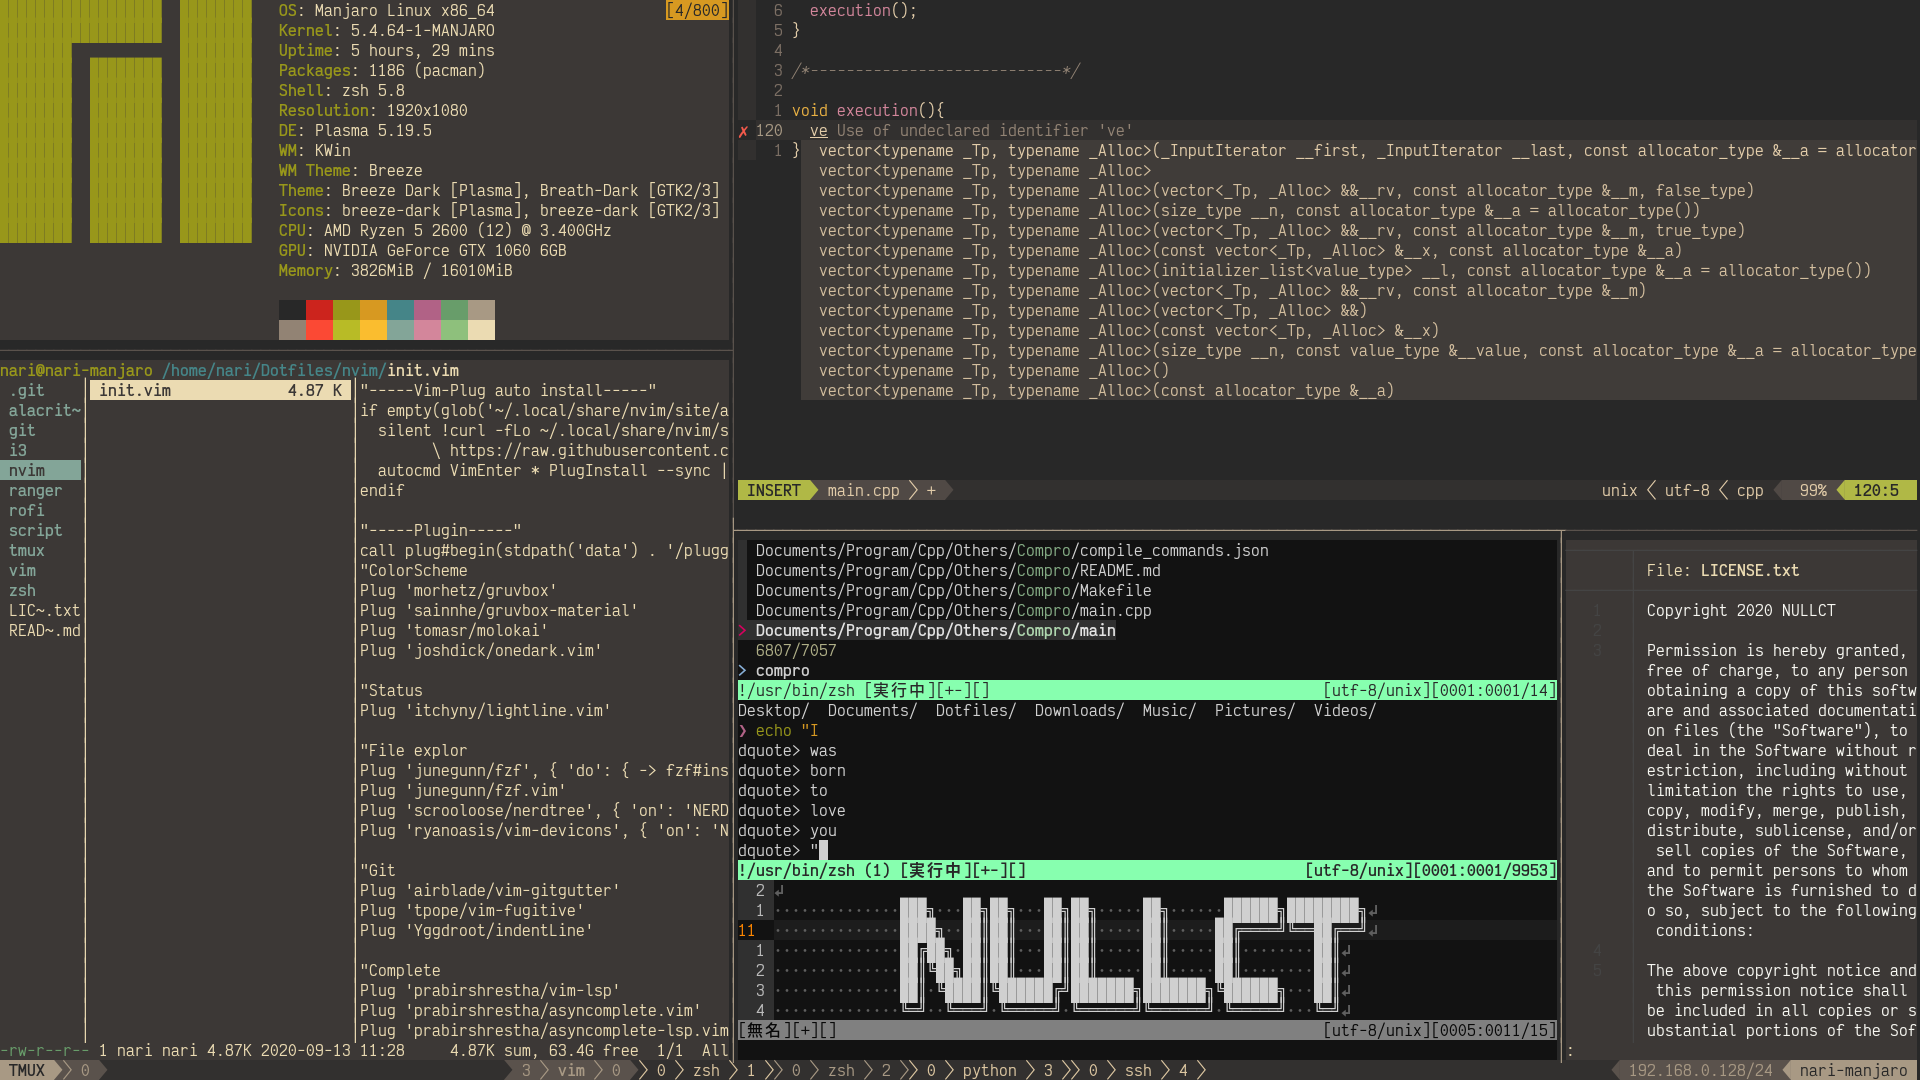 OS: Manjaro Linux x86_64
Kernel: 5.4.64-1-MANJARO
Uptime: 5 hours, 29 mins
Packages: 1186 (pacman)
Shell: zsh 5.8
Resolution: 1920x1080
DE: Plasma 5.19.5
WM: KWin
WM Theme: Breeze
Theme: Breeze Dark [Plasma], Breath-Dark [GTK2/3]
Icons: breeze-dark [Plasma], breeze-dark [GTK2/3]
CPU: AMD Ryzen 5 2600 (12) @ 3.400GHz
GPU: NVIDIA GeForce GTX 1060 6GB
Memory: 3826MiB / 16010MiB
[4/800]
6 execution();
5 }
4
3 /*----------------------------*/
2
1 void execution(){
✗ 120 ve Use of undeclared identifier 've'
1 } vector<typename _Tp, typename _Alloc>(_InputIterator __first, _InputIterator __last, const allocator_type &__a = allocator
vector<typename _Tp, typename _Alloc>
vector<typename _Tp, typename _Alloc>(vector<_Tp, _Alloc> &&__rv, const allocator_type &__m, false_type)
vector<typename _Tp, typename _Alloc>(size_type __n, const allocator_type &__a = allocator_type())
vector<typename _Tp, typename _Alloc>(vector<_Tp, _Alloc> &&__rv, const allocator_type &__m, true_type)
vector<typename _Tp, typename _Alloc>(const vector<_Tp, _Alloc> &__x, const allocator_type &__a)
vector<typename _Tp, typename _Alloc>(initializer_list<value_type> __l, const allocator_type &__a = allocator_type())
vector<typename _Tp, typename _Alloc>(vector<_Tp, _Alloc> &&__rv, const allocator_type &__m)
vector<typename _Tp, typename _Alloc>(vector<_Tp, _Alloc> &&)
vector<typename _Tp, typename _Alloc>(const vector<_Tp, _Alloc> &__x)
vector<typename _Tp, typename _Alloc>(size_type __n, const value_type &__value, const allocator_type &__a = allocator_type
vector<typename _Tp, typename _Alloc>()
vector<typename _Tp, typename _Alloc>(const allocator_type &__a)
INSERT main.cpp + unix utf-8 cpp 99% 120:5
nari@nari-manjaro /home/nari/Dotfiles/nvim/init.vim
.git
alacrit~
git
i3
nvim
ranger
rofi
script
tmux
vim
zsh
LIC~.txt
READ~.md
init.vim 4.87 K
"-----Vim-Plug auto install-----"
if empty(glob('~/.local/share/nvim/site/a
silent !curl -fLo ~/.local/share/nvim/s
\ https://raw.githubusercontent.c
autocmd VimEnter * PlugInstall --sync |
endif
"-----Plugin-----"
call plug#begin(stdpath('data') . '/plugg
"ColorScheme
Plug 'morhetz/gruvbox'
Plug 'sainnhe/gruvbox-material'
Plug 'tomasr/molokai'
Plug 'joshdick/onedark.vim'
"Status
Plug 'itchyny/lightline.vim'
"File explor
Plug 'junegunn/fzf', { 'do': { -> fzf#ins
Plug 'junegunn/fzf.vim'
Plug 'scrooloose/nerdtree', { 'on': 'NERD
Plug 'ryanoasis/vim-devicons', { 'on': 'N
"Git
Plug 'airblade/vim-gitgutter'
Plug 'tpope/vim-fugitive'
Plug 'Yggdroot/indentLine'
"Complete
Plug 'prabirshrestha/vim-lsp'
Plug 'prabirshrestha/asyncomplete.vim'
Plug 'prabirshrestha/asyncomplete-lsp.vim
-rw-r--r-- 1 nari nari 4.87K 2020-09-13 11:28 4.87K sum, 63.4G free 1/1 All
Documents/Program/Cpp/Others/Compro/compile_commands.json
Documents/Program/Cpp/Others/Compro/README.md
Documents/Program/Cpp/Others/Compro/Makefile
Documents/Program/Cpp/Others/Compro/main.cpp
> Documents/Program/Cpp/Others/Compro/main
6807/7057
> compro
!/usr/bin/zsh [実行中][+-][] [utf-8/unix][0001:0001/14]
Desktop/ Documents/ Dotfiles/ Downloads/ Music/ Pictures/ Videos/
❯ echo "I
dquote> was
dquote> born
dquote> to
dquote> love
dquote> you
dquote> "
!/usr/bin/zsh (1) [実行中][+-][] [utf-8/unix][0001:0001/9953]
2
1
11
1
2
3
4
NULLCT
[無名][+][] [utf-8/unix][0005:0011/15]
File: LICENSE.txt
1 Copyright 2020 NULLCT
2
3 Permission is hereby granted,
free of charge, to any person
obtaining a copy of this softw
are and associated documentati
on files (the "Software"), to
deal in the Software without r
estriction, including without
limitation the rights to use,
copy, modify, merge, publish,
distribute, sublicense, and/or
sell copies of the Software,
and to permit persons to whom
the Software is furnished to d
o so, subject to the following
conditions:
4
5 The above copyright notice and
this permission notice shall
be included in all copies or s
ubstantial portions of the Sof
:
TMUX 0 3 vim 0 0 zsh 1 0 zsh 2 0 python 3 0 ssh 4 192.168.0.128/24 nari-manjaro